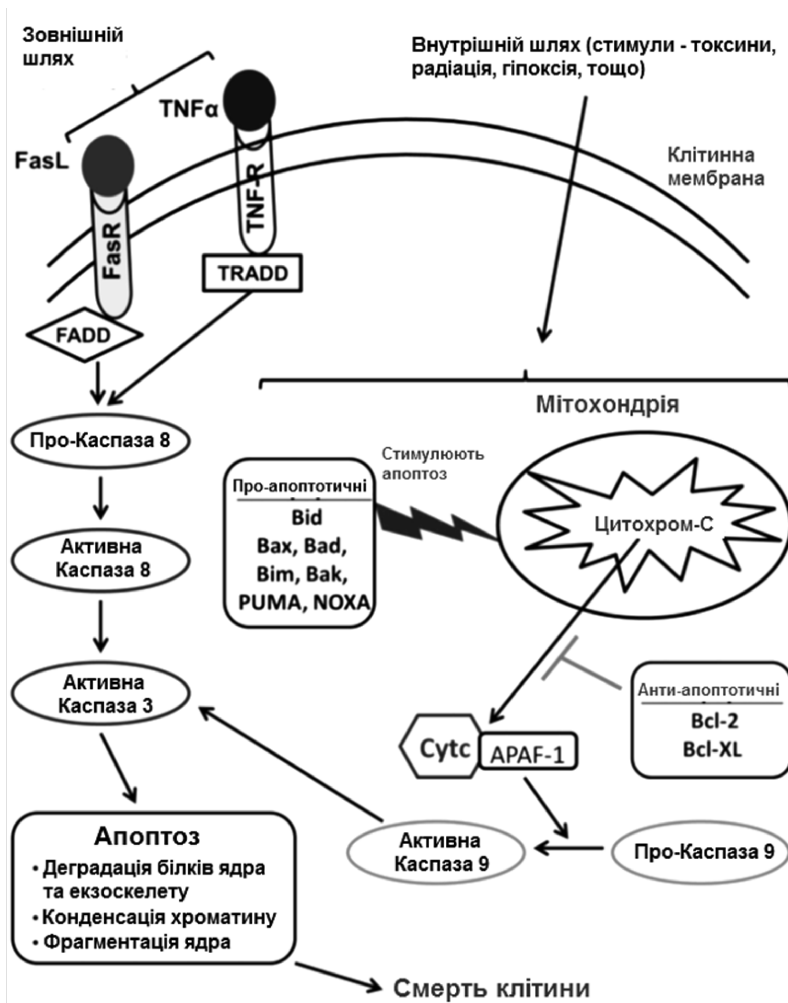 Зовнішній
шлях
Внутрішній шлях (стимули - токсини,
радіація, гіпоксія, тощо)
TNFα
FasL
Клітинна
мембрана
TNF-R
FasR
TRADD
FADD
Мітохондрія
Про-Каспаза 8
Стимулюють
апоптоз
Про-апоптотичні
Bid
Bax, Bad,
Bim, Bak,
PUMA, NOXA
Цитохром-С
Активна
Каспаза 8
Активна
Каспаза 3
Анти-апоптотичні
Bcl-2
Bcl-XL
Cytc
APAF-1
Апоптоз
• Деградація білків ядра
та екзоскелету
• Конденсація хроматину
• Фрагментація ядра
Активна
Каспаза 9
Про-Каспаза 9
Смерть клітини